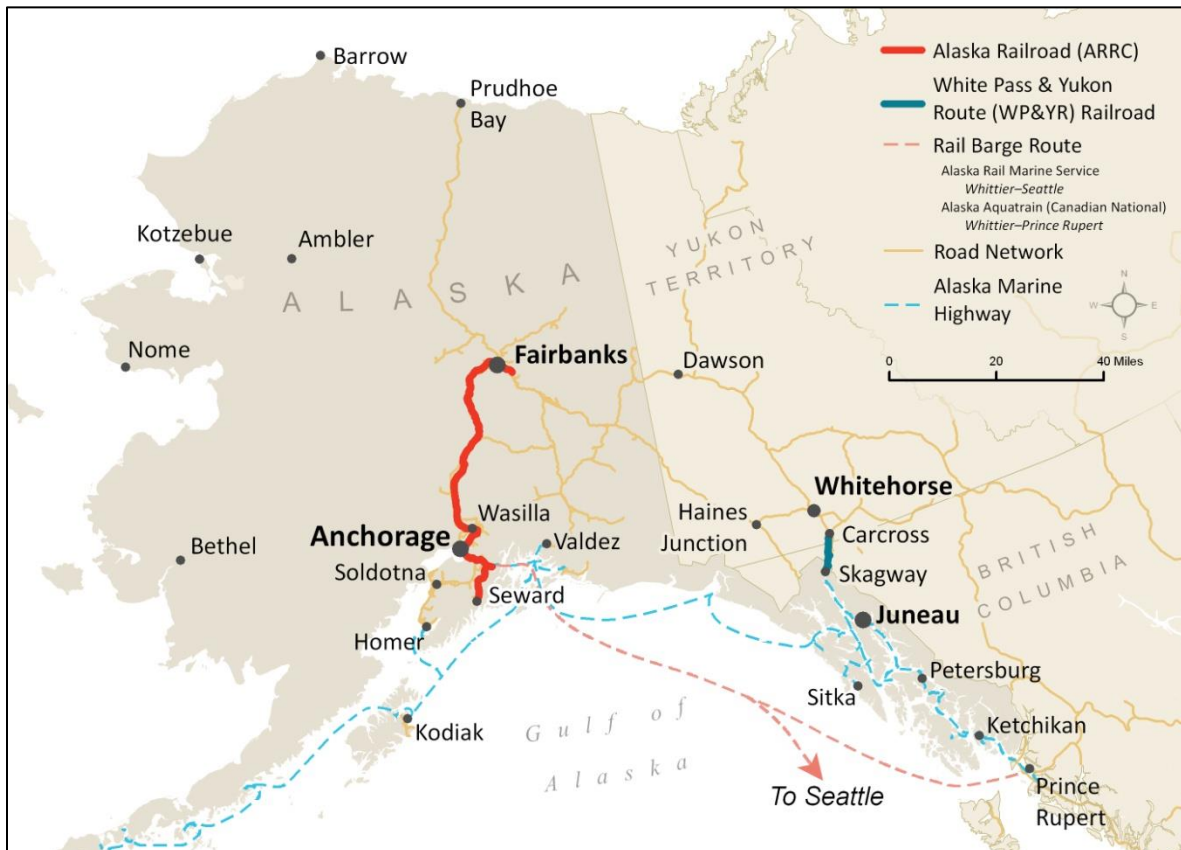 Barrow
Prudhoe
Bay
Kotzebue
Ambler
ALASKA
YUKON
TERRITORY
Nome
Fairbanks
Dawson
Whitehorse
Haines
Junction
Carcross
Skagway
BRITISH
COLUMBIA
Wasilla
Anchorage
Valdez
Bethel
Soldotna
Seward
Homer
Juneau
Petersburg
Sitka
Ketchikan
Kodiak
Gulf of
Alaska
To Seattle
Prince
Rupert
Alaska Railroad (ARRC)
White Pass & Yukon
Route (WP&YR) Railroad
Rail Barge Route
Alaska Rail Marine Service
Whittier–Seattle
Alaska Aquatrain (Canadian National)
Whittier–Prince Rupert
Road Network
Alaska Marine
Highway
N
W E
S
0 20 40 Miles